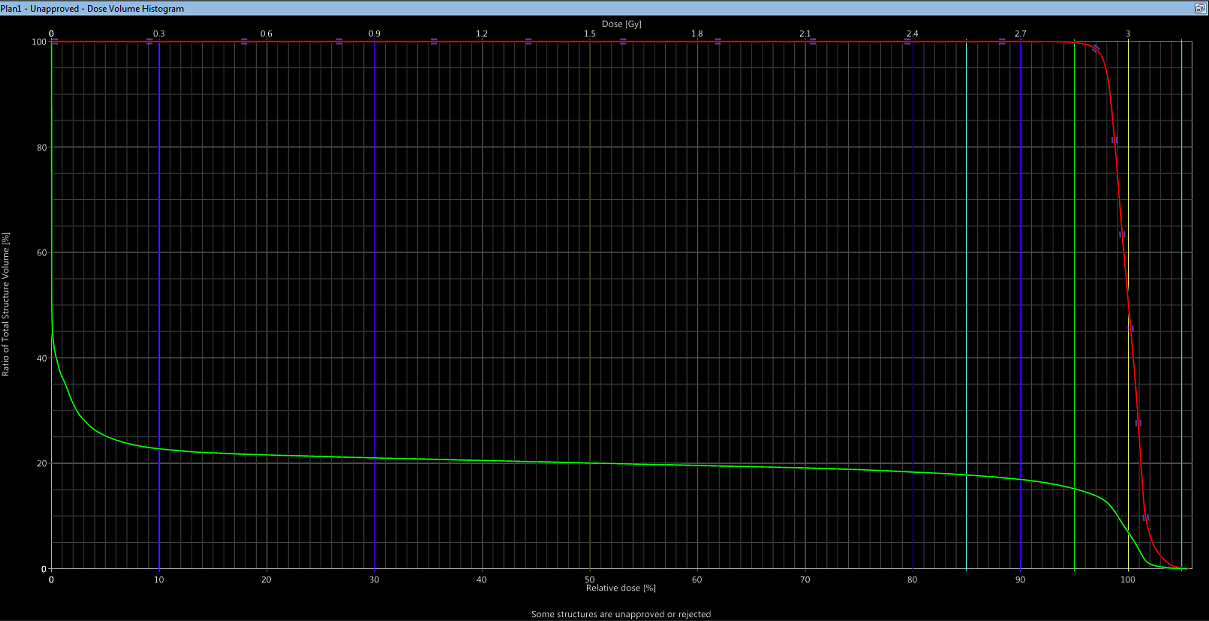 Plan1 - Unapproved - Dose Volume Histogram
Dose [Gy]
0 0.3 0.6 0.9 1.2 1.5 1.8 2.1 2.4 2.7 3
100
80
60
40
20
0
Ratio of Total Structure Volume [%]
0 10 20 30 40 50 60 70 80 90 100
Relative dose [%]
Some structures are unapproved or rejected